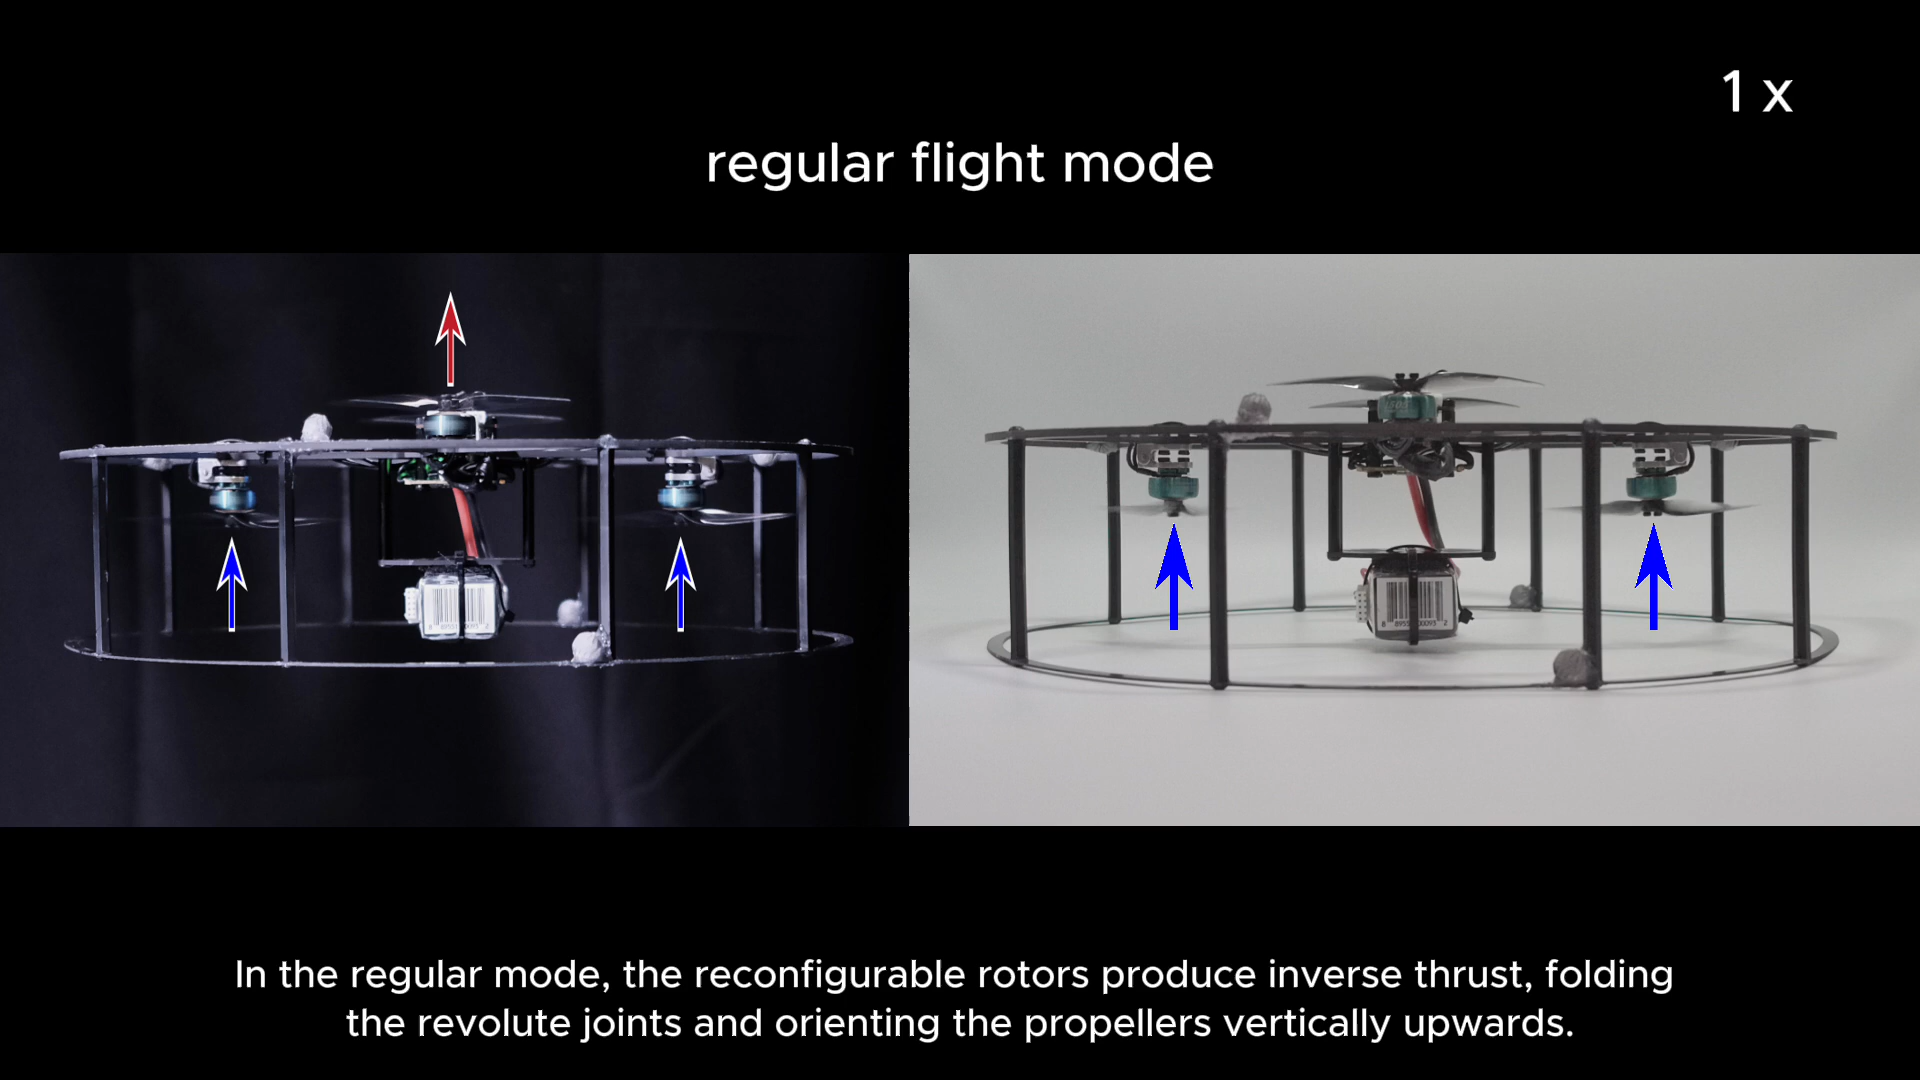 1 x
regular flight mode
In the regular mode, the reconfigurable rotors produce inverse thrust, folding
the revolute joints and orienting the propellers vertically upwards.